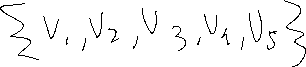 {v₁, v₂, v₃, v₄, v₅}